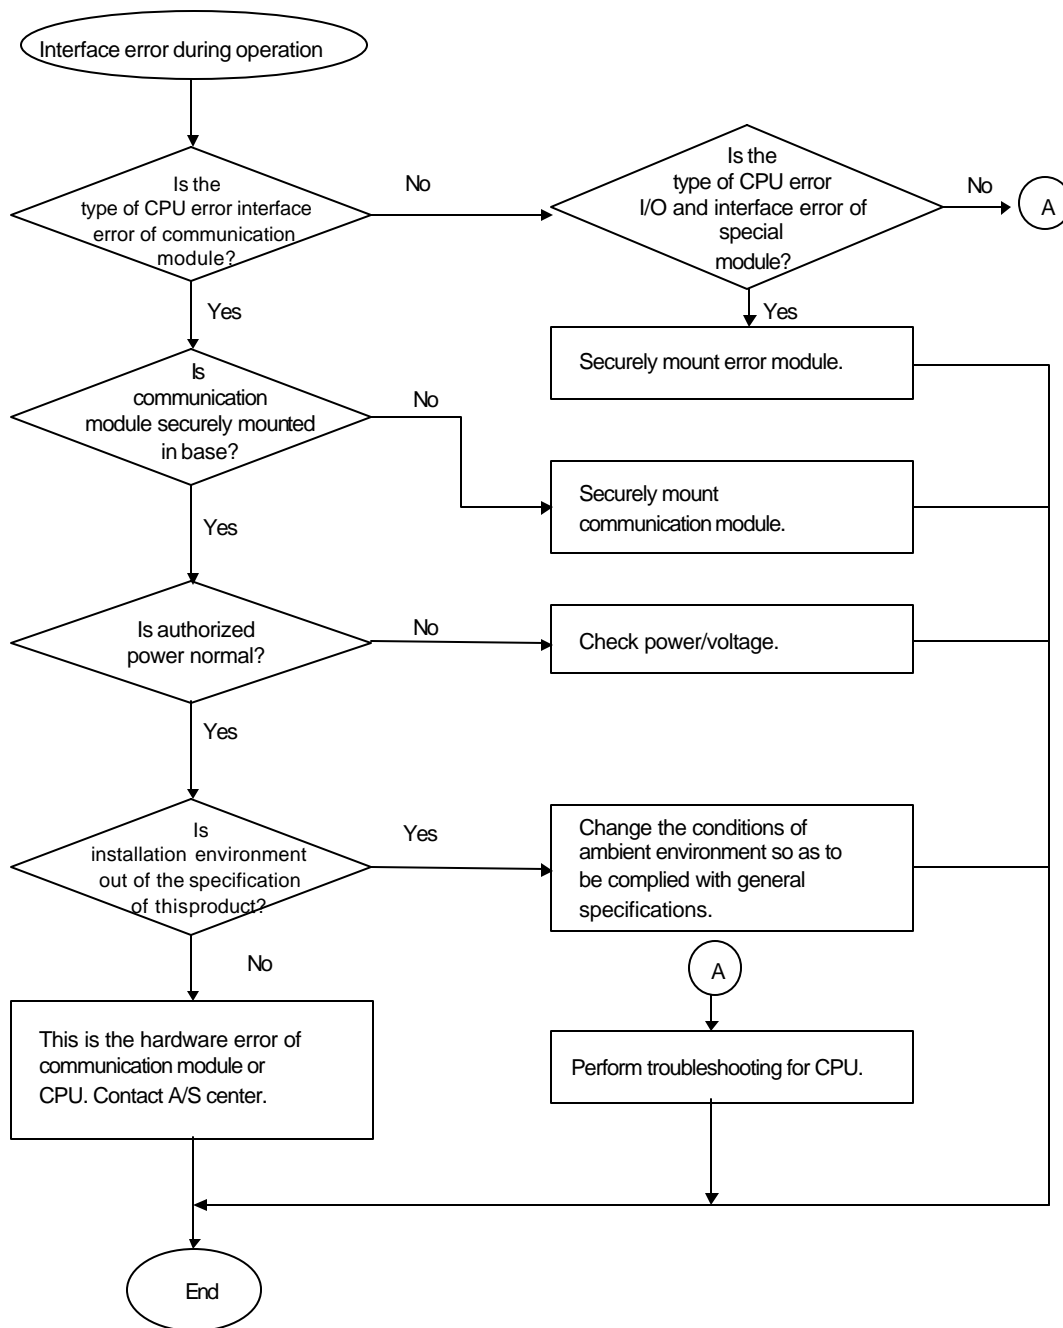 Interface error during operation
Is the
type of CPU error interface
error of communication
module?
No
Is the
type of CPU error
I/O and interface error of
special
module?
No
A
Yes
Yes
Securely mount error module.
Is
communication
module securely mounted
in base?
No
Securely mount
communication module.
Yes
Is authorized
power normal?
No
Check power/voltage.
Yes
Is
installation environment
out of the specification
of thisproduct?
Yes
Change the conditions of
ambient environment so as to
be complied with general
specifications.
No
A
This is the hardware error of
communication module or
CPU. Contact A/S center.
Perform troubleshooting for CPU.
End